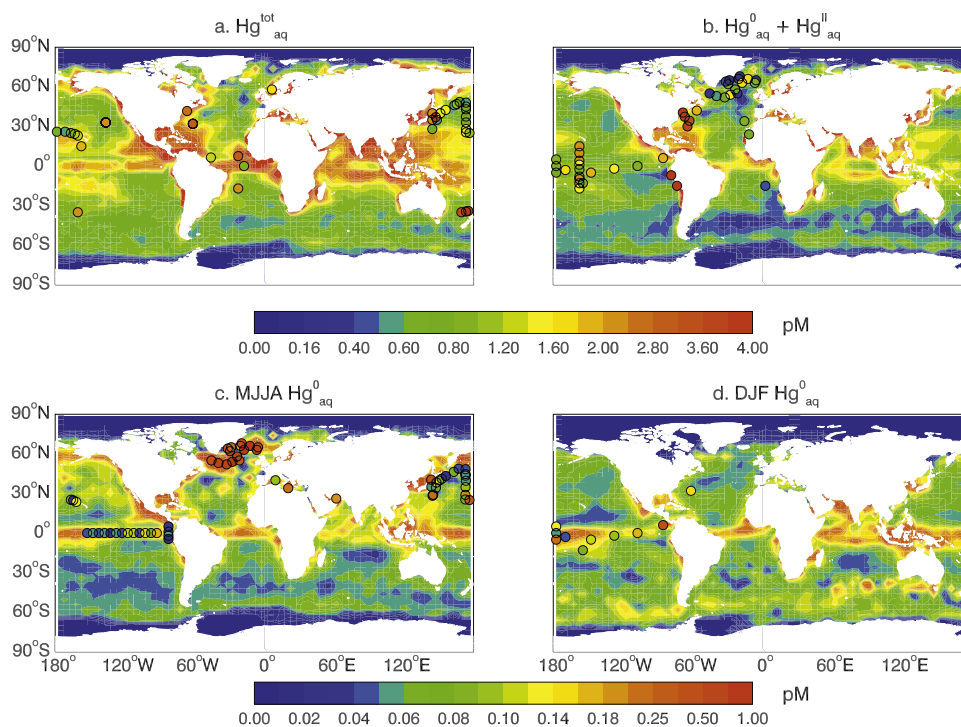 a. Hg^tot_aq
b. Hg^0_aq + Hg^II_aq
90°N
60°N
30°N
0°
30°S
60°S
90°S
0.00 0.16 0.40 0.60 0.80 1.20 1.60 2.00 2.80 3.60 4.00 pM
c. MJJA Hg^0_aq
d. DJF Hg^0_aq
90°N
60°N
30°N
0°
30°S
60°S
90°S
180° 120°W 60°W 0° 60°E 120°E
180° 120°W 60°W 0° 60°E 120°E
0.00 0.02 0.04 0.06 0.08 0.10 0.14 0.18 0.25 0.50 1.00 pM